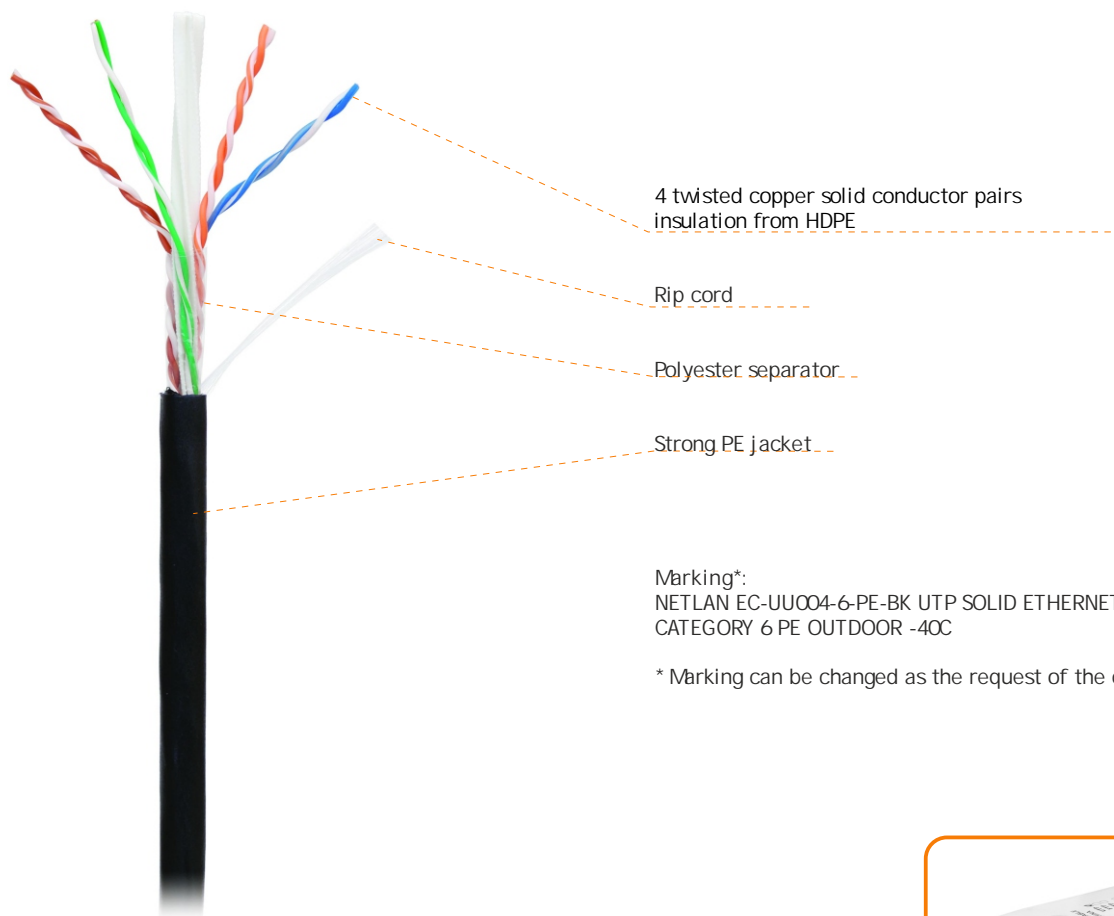 4 twisted copper solid conductor pairs
insulation from HDPE
Rip cord
Polyester separator
Strong PE jacket
Marking*:
NETLAN EC-UU004-6-PE-BK UTP SOLID ETHERNET
CATEGORY 6 PE OUTDOOR -40C
* Marking can be changed as the request of the